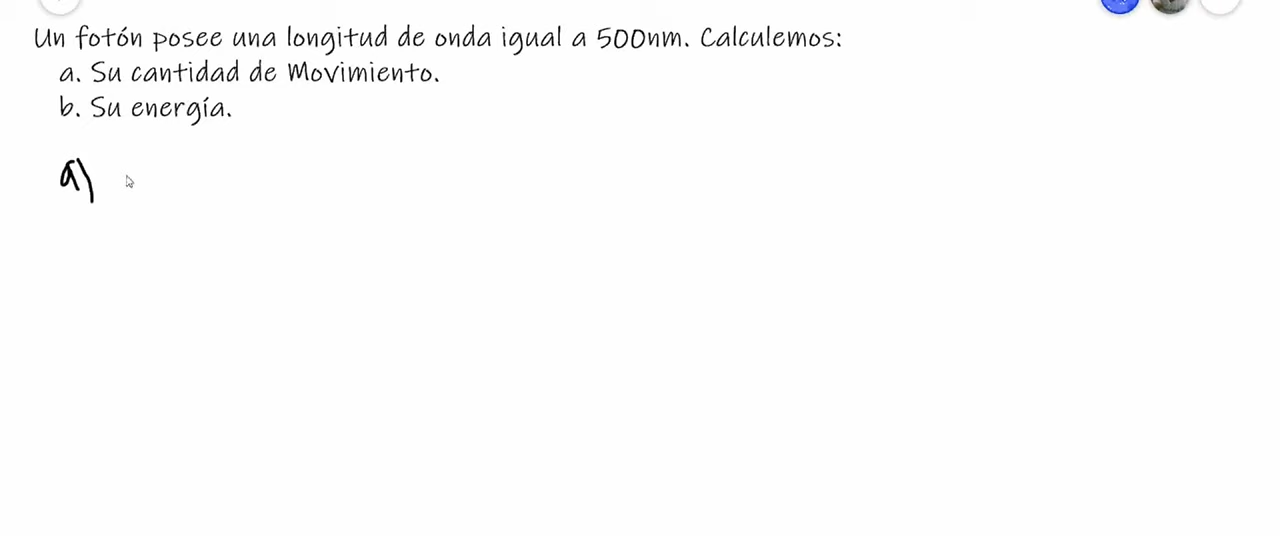 Un fotón posee una longitud de onda igual a 500nm. Calculemos:
a. Su cantidad de Movimiento.
b. Su energía.
a)